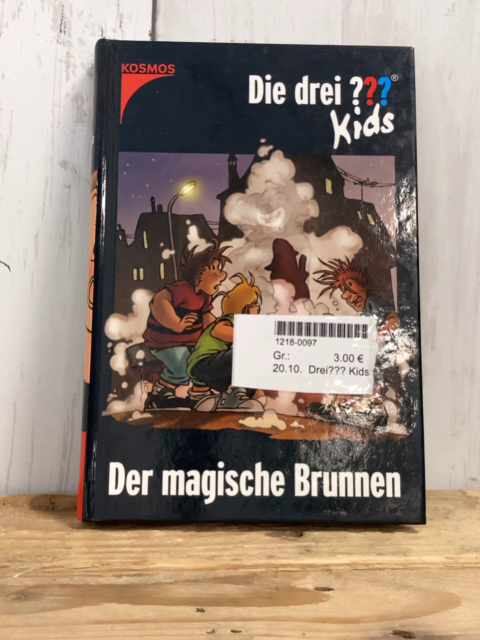 KOSMOS
Die drei ???®
Kids
1218-0097
Gr.: 3.00 €
20.10. Drei??? Kids
Der magische Brunnen